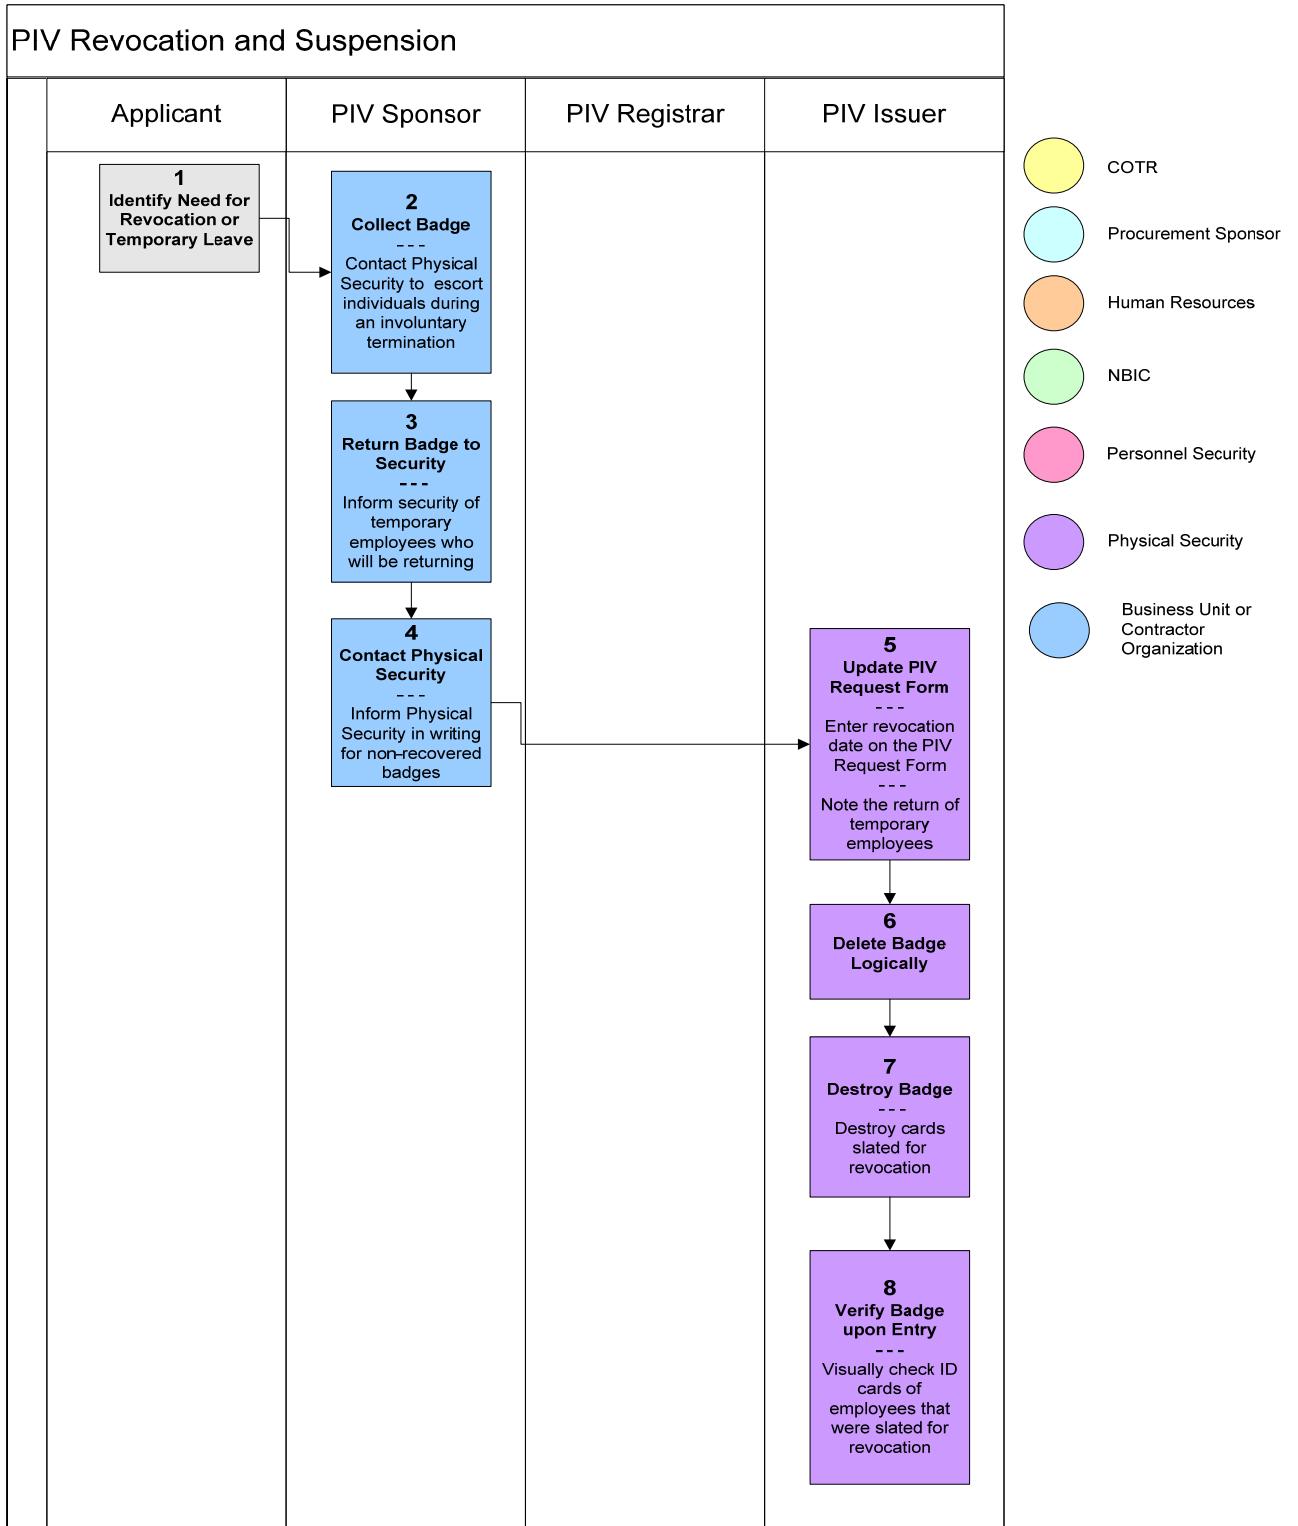 PIV Revocation and Suspension
Applicant
PIV Sponsor
PIV Registrar
PIV Issuer
1
Identify Need for
Revocation or
Temporary Leave
2
Collect Badge
---
Contact Physical
Security to escort
individuals during
an involuntary
termination
3
Return Badge to
Security
---
Inform security of
temporary
employees who
will be returning
4
Contact Physical
Security
---
Inform Physical
Security in writing
for non-recovered
badges
5
Update PIV
Request Form
---
Enter revocation
date on the PIV
Request Form
---
Note the return of
temporary
employees
6
Delete Badge
Logically
7
Destroy Badge
---
Destroy cards
slated for
revocation
8
Verify Badge
upon Entry
---
Visually check ID
cards of
employees that
were slated for
revocation
COTR
Procurement Sponsor
Human Resources
NBIC
Personnel Security
Physical Security
Business Unit or
Contractor
Organization